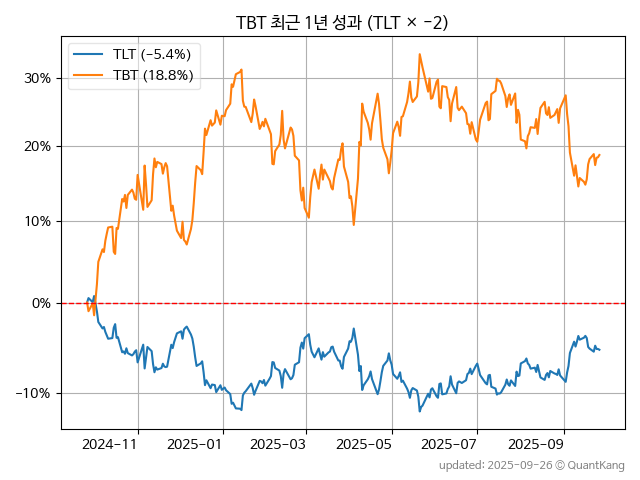 TBT 최근 1년 성과 (TLT × −2)
TLT (−5.4%)
TBT (18.8%)
30%
20%
10%
0%
−10%
2024−11
2025−01
2025−03
2025−05
2025−07
2025−09
updated: 2025-09-26 © QuantKang